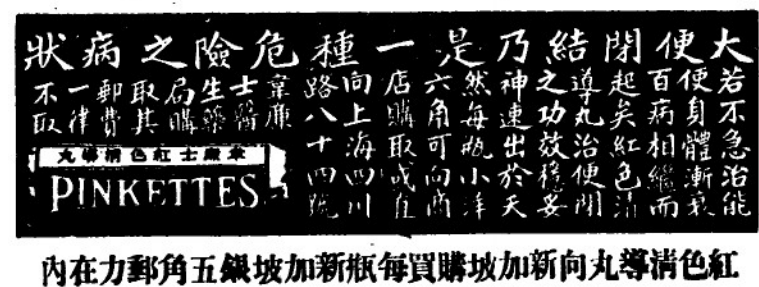 大便閉結乃是一種危險之病狀
若不急治能
便身體漸衰
百病相繼而
起矣紅色清
導丸治便閉
之功效穩妥
神速出於天
然每瓶小洋
六角可向商
店購取或直
向上海四川
路八十四號
韋廉
士醫
生藥
局購
取其
郵費
一律
不取
韋廉士紅色清導丸
PINKETTES
紅色清導丸向新加坡購買每瓶新加坡銀五角郵力在內